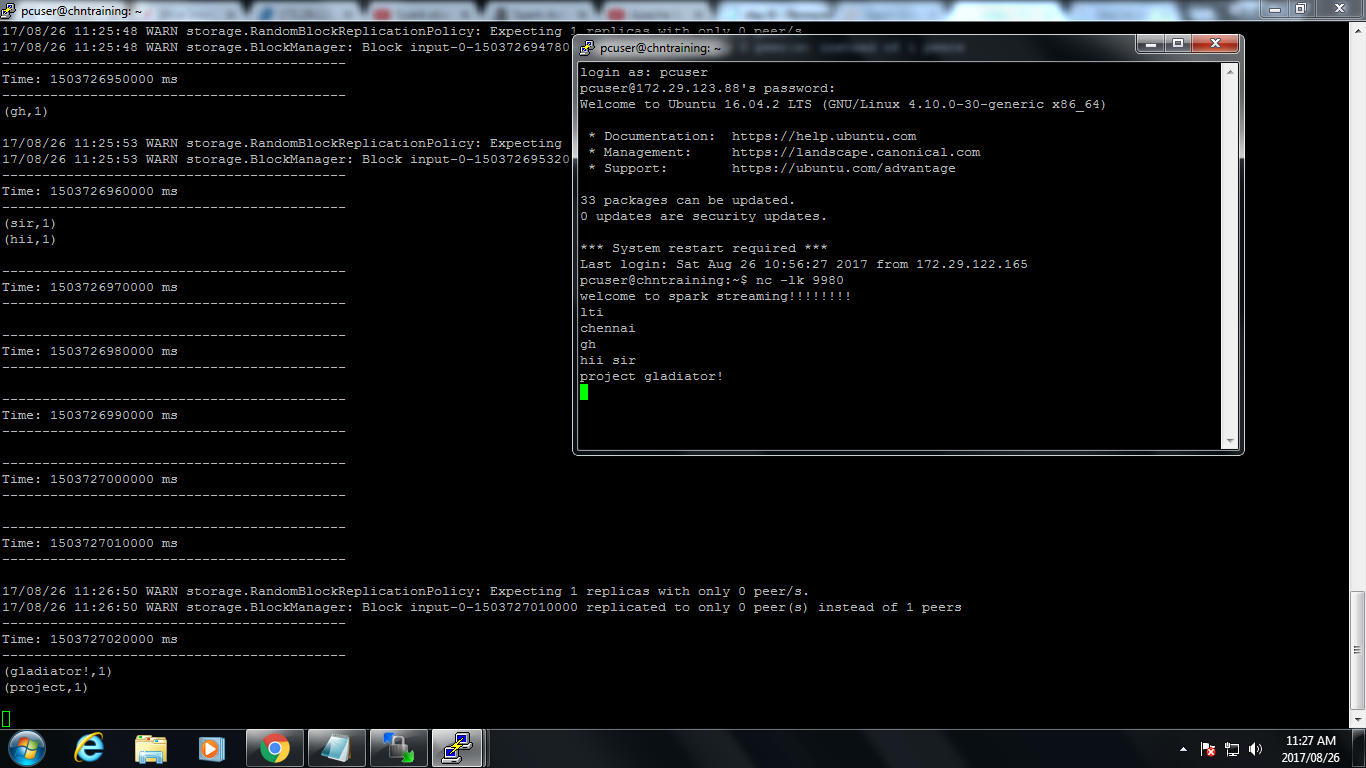 pcuser@chntraining: ~
17/08/26 11:25:48 WARN storage.RandomBlockReplicationPolicy: Expecting 1 replicas with only 0 peer/s.
17/08/26 11:25:48 WARN storage.BlockManager: Block input-0-150372694780
----------------------------------------
Time: 1503726950000 ms
----------------------------------------
(gh,1)
17/08/26 11:25:53 WARN storage.RandomBlockReplicationPolicy: Expecting
17/08/26 11:25:53 WARN storage.BlockManager: Block input-0-150372695320
----------------------------------------
Time: 1503726960000 ms
----------------------------------------
(sir,1)
(hii,1)
----------------------------------------
Time: 1503726970000 ms
----------------------------------------
----------------------------------------
Time: 1503726980000 ms
----------------------------------------
----------------------------------------
Time: 1503726990000 ms
----------------------------------------
----------------------------------------
Time: 1503727000000 ms
----------------------------------------
----------------------------------------
Time: 1503727010000 ms
----------------------------------------
17/08/26 11:26:50 WARN storage.RandomBlockReplicationPolicy: Expecting 1 replicas with only 0 peer/s.
17/08/26 11:26:50 WARN storage.BlockManager: Block input-0-1503727010000 replicated to only 0 peer(s) instead of 1 peers
----------------------------------------
Time: 1503727020000 ms
----------------------------------------
(gladiator!,1)
(project,1)
pcuser@chntraining: ~
login as: pcuser
pcuser@172.29.123.88's password:
Welcome to Ubuntu 16.04.2 LTS (GNU/Linux 4.10.0-30-generic x86_64)
* Documentation: https://help.ubuntu.com
* Management: https://landscape.canonical.com
* Support: https://ubuntu.com/advantage
33 packages can be updated.
0 updates are security updates.
*** System restart required ***
Last login: Sat Aug 26 10:56:27 2017 from 172.29.122.165
pcuser@chntraining:~$ nc -lk 9980
welcome to spark streaming!!!!!!!!
lti
chennai
gh
hii sir
project gladiator!
11:27 AM
2017/08/26